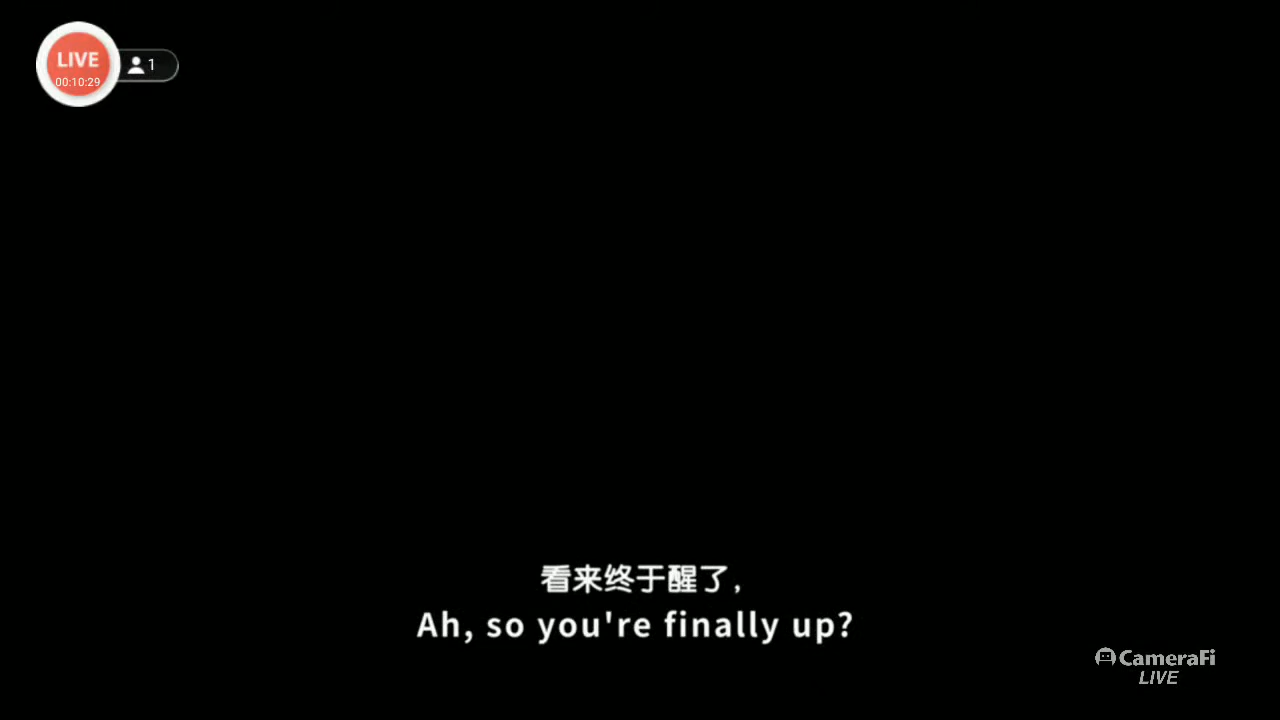 LIVE
1
00:10:29
看来终于醒了，
Ah, so you're finally up?
CameraFi
LIVE